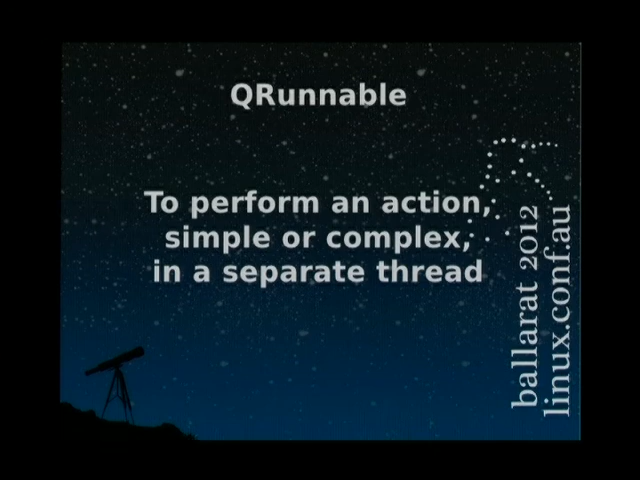 QRunnable
To perform an action,
simple or complex,
in a separate thread
ballarat 2012
linux.conf.au